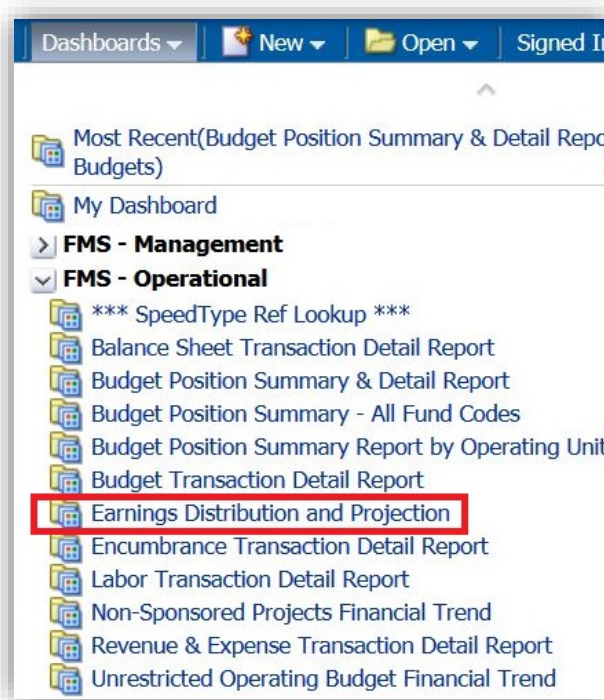 Dashboards New Open Signed
Most Recent(Budget Position Summary & Detail
Budgets)
My Dashboard
FMS - Management
FMS - Operational
*** SpeedType Ref Lookup ***
Balance Sheet Transaction Detail Report
Budget Position Summary & Detail Report
Budget Position Summary - All Fund Codes
Budget Position Summary Report by Operating Unit
Budget Transaction Detail Report
Earnings Distribution and Projection
Encumbrance Transaction Detail Report
Labor Transaction Detail Report
Non-Sponsored Projects Financial Trend
Revenue & Expense Transaction Detail Report
Unrestricted Operating Budget Financial Trend